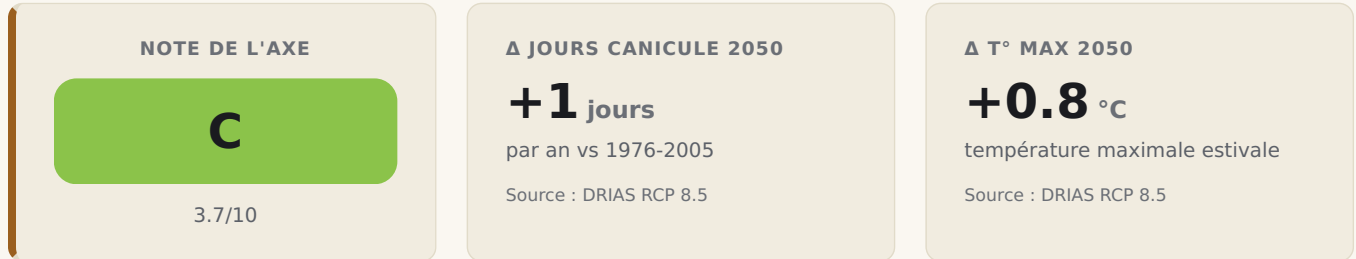 NOTE DE L'AXE
C
3.7/10
Δ JOURS CANICULE 2050
+1 jours
par an vs 1976-2005
Source : DRIAS RCP 8.5
Δ T° MAX 2050
+0.8 °C
température maximale estivale
Source : DRIAS RCP 8.5